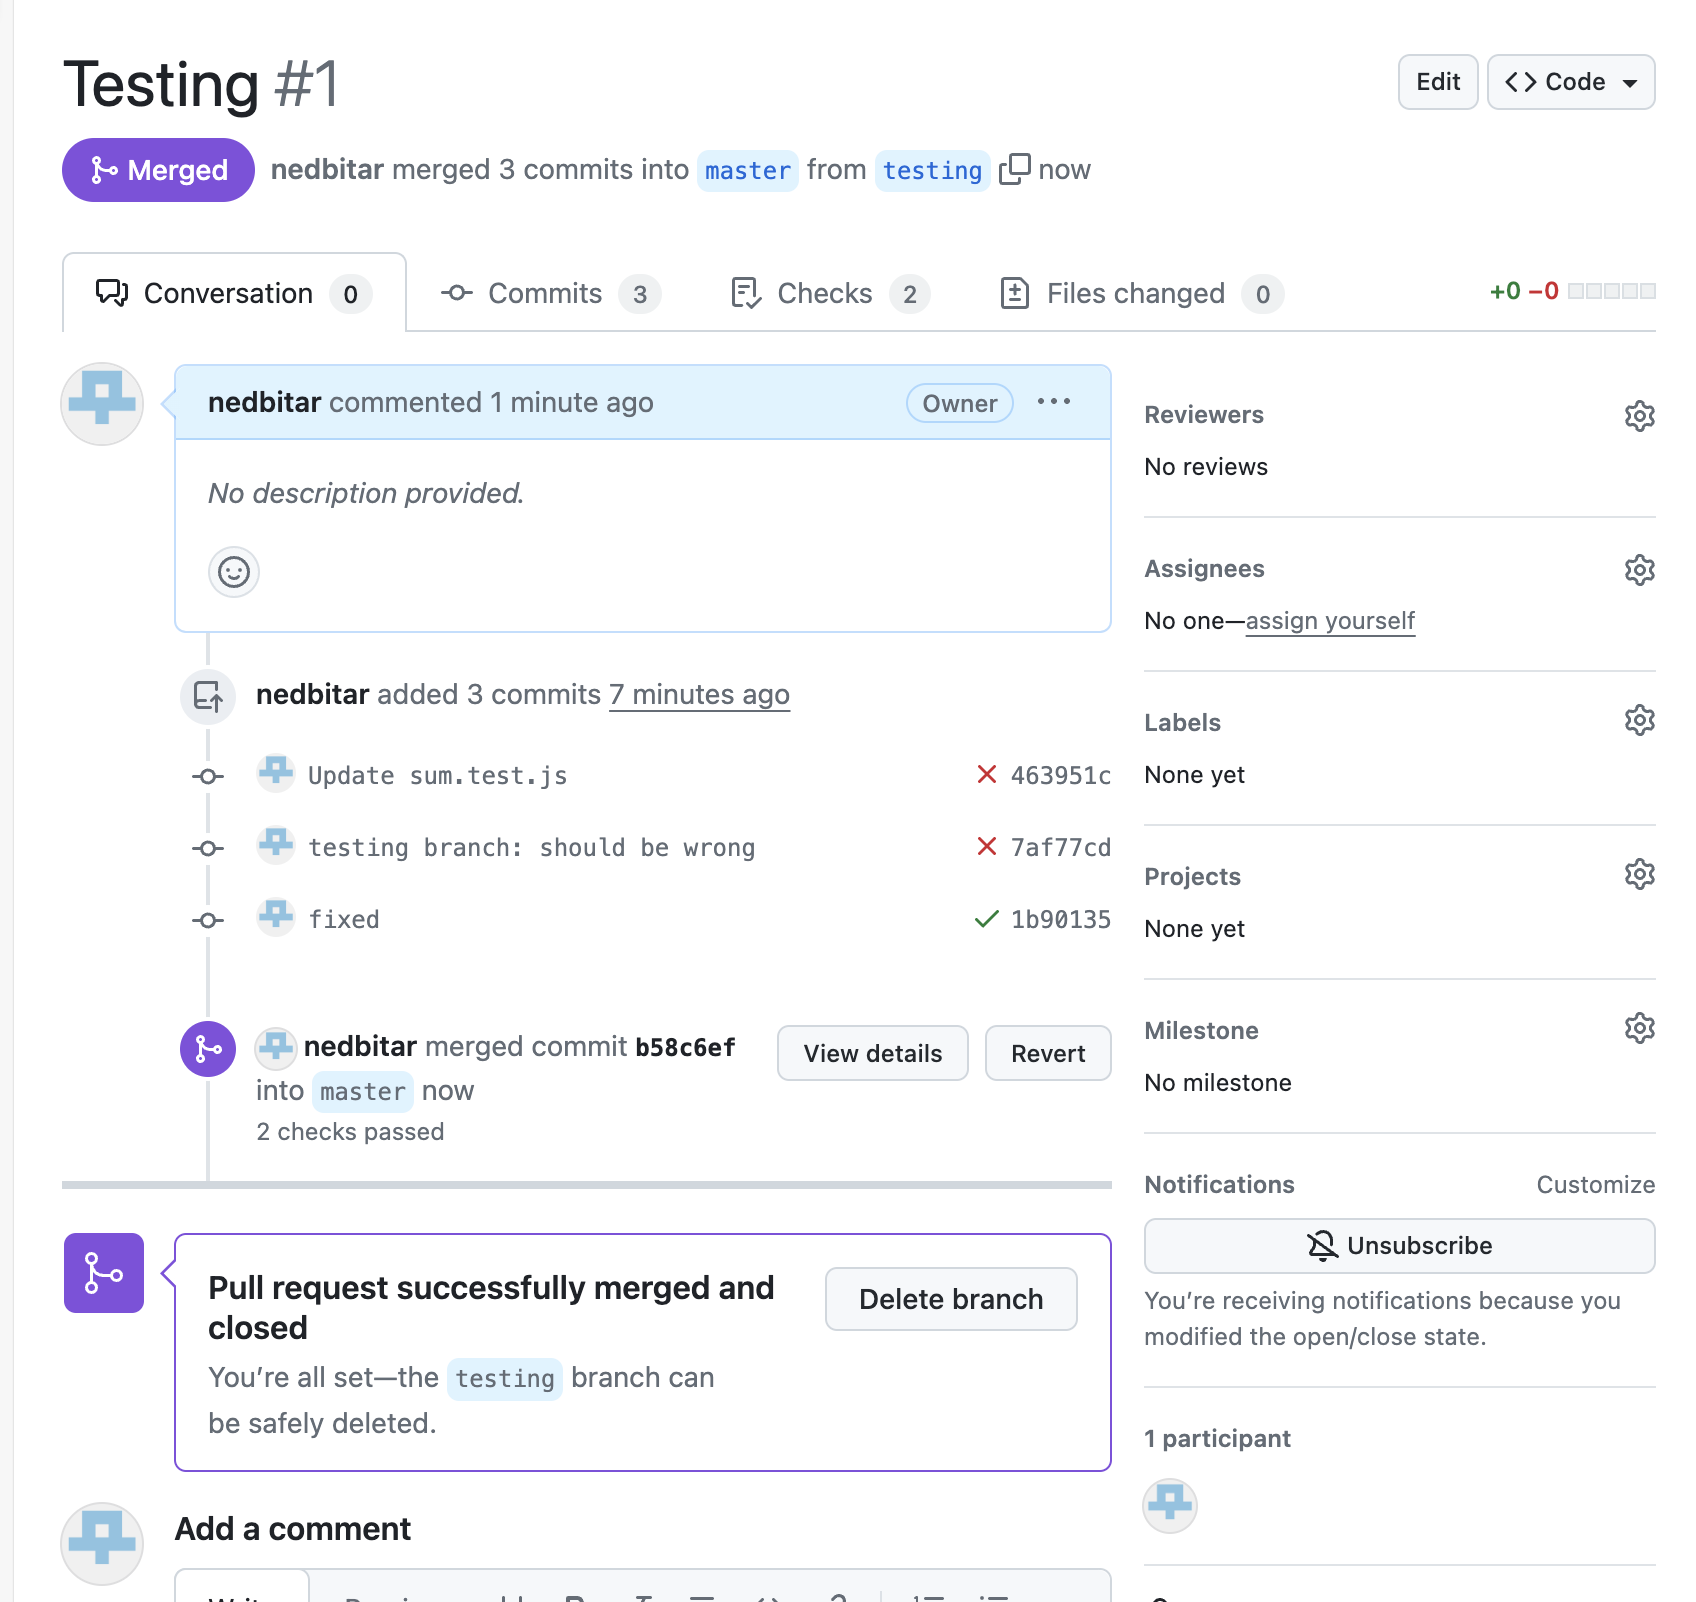 Testing #1
Edit
Code
Merged
nedbitar merged 3 commits into master from testing now
Conversation 0
Commits 3
Checks 2
Files changed 0
+0 −0
nedbitar commented 1 minute ago
Owner
No description provided.
nedbitar added 3 commits 7 minutes ago
Update sum.test.js
463951c
testing branch: should be wrong
7af77cd
fixed
1b90135
nedbitar merged commit b58c6ef
into master now
2 checks passed
View details
Revert
Pull request successfully merged and
closed
You’re all set—the testing branch can
be safely deleted.
Delete branch
Add a comment
Reviewers
No reviews
Assignees
No one—assign yourself
Labels
None yet
Projects
None yet
Milestone
No milestone
Notifications
Customize
Unsubscribe
You’re receiving notifications because you
modified the open/close state.
1 participant